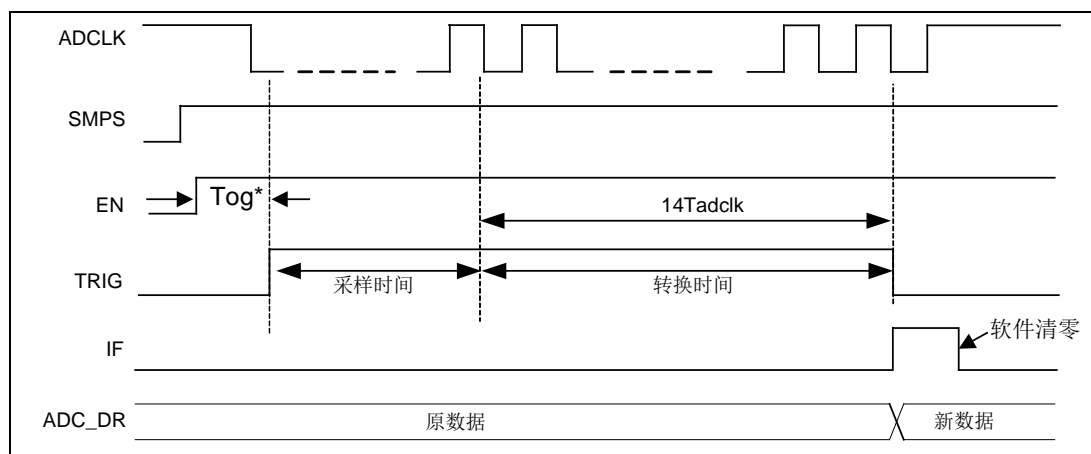 ADCLK
SMPS
EN
Tog*
14Tadclk
TRIG
采样时间
转换时间
IF
软件清零
ADC_DR
原数据
新数据